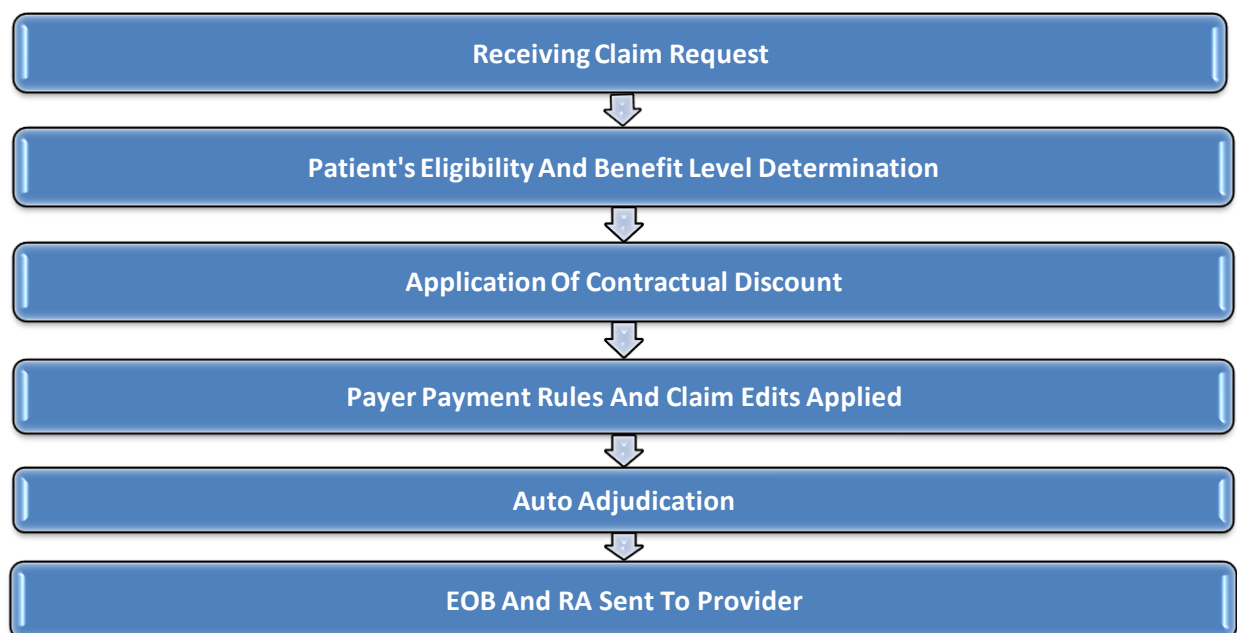 Receiving Claim Request
Patient's Eligibility And Benefit Level Determination
Application Of Contractual Discount
Payer Payment Rules And Claim Edits Applied
Auto Adjudication
EOB And RA Sent To Provider